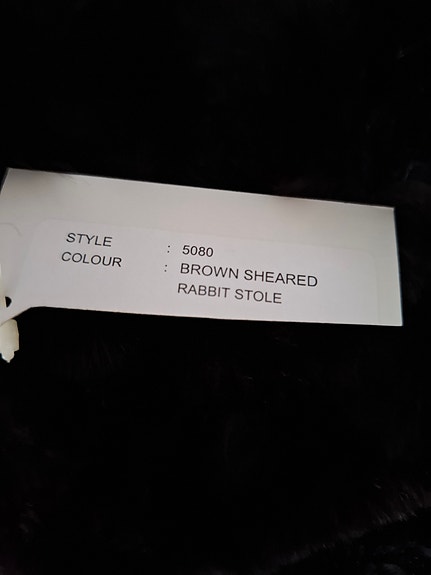 STYLE : 5080
COLOUR : BROWN SHEARED
RABBIT STOLE